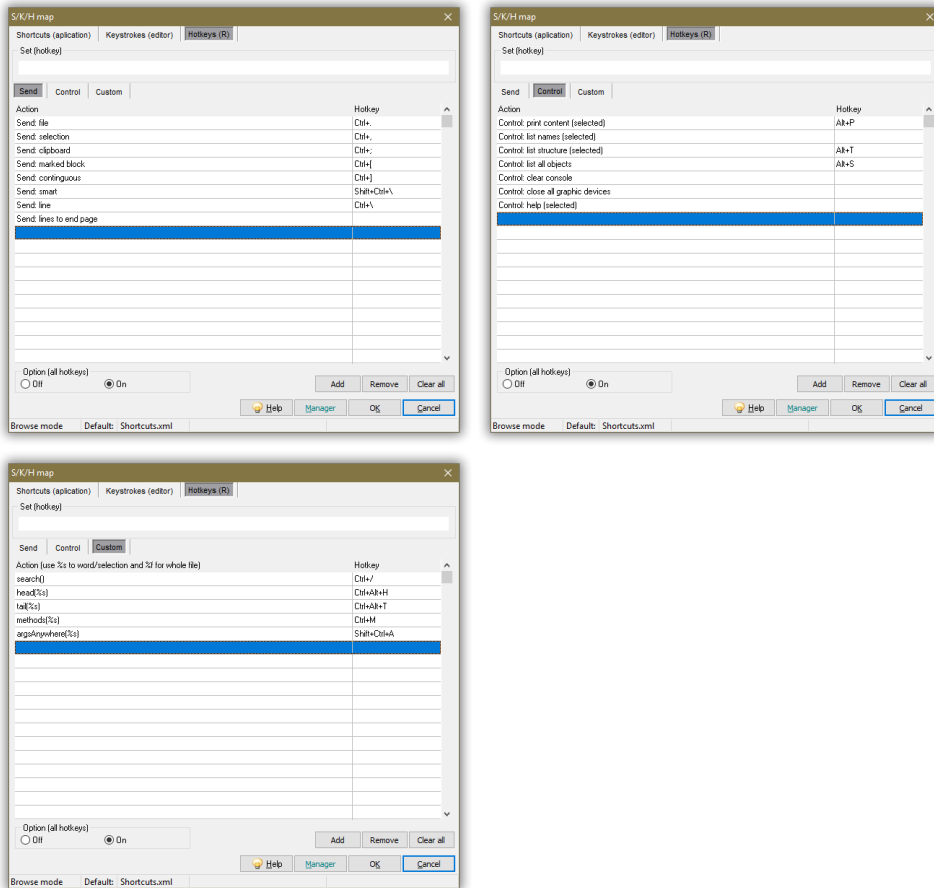 S/K/H map
Shortcuts (aplication) Keystrokes (editor) Hotkeys (R)
Set (hotkey)
Send Control Custom
Action Hotkey
Send: file Ctrl+.
Send: selection Ctrl+,
Send: clipboard Ctrl+;
Send: marked block Ctrl+[
Send: continguous Ctrl+]
Send: smart Shift+Ctrl+\
Send: line Ctrl+\
Send: lines to end page
Option (all hotkeys)
Off On Add Remove Clear all
Help Manager OK Cancel
Browse mode Default: Shortcuts.xml
S/K/H map
Shortcuts (aplication) Keystrokes (editor) Hotkeys (R)
Set (hotkey)
Send Control Custom
Action Hotkey
Control: print content (selected) Alt+P
Control: list names (selected)
Control: list structure (selected) Alt+T
Control: list all objects Alt+S
Control: clear console
Control: close all graphic devices
Control: help (selected)
Option (all hotkeys)
Off On Add Remove Clear all
Help Manager OK Cancel
Browse mode Default: Shortcuts.xml
S/K/H map
Shortcuts (aplication) Keystrokes (editor) Hotkeys (R)
Set (hotkey)
Send Control Custom
Action (use %s to word/selection and %f for whole file) Hotkey
search() Ctrl+/
head(%s) Ctrl+Alt+H
tail(%s) Ctrl+Alt+T
methods(%s) Ctrl+M
argsAnywhere(%s) Shift+Ctrl+A
Option (all hotkeys)
Off On Add Remove Clear all
Help Manager OK Cancel
Browse mode Default: Shortcuts.xml